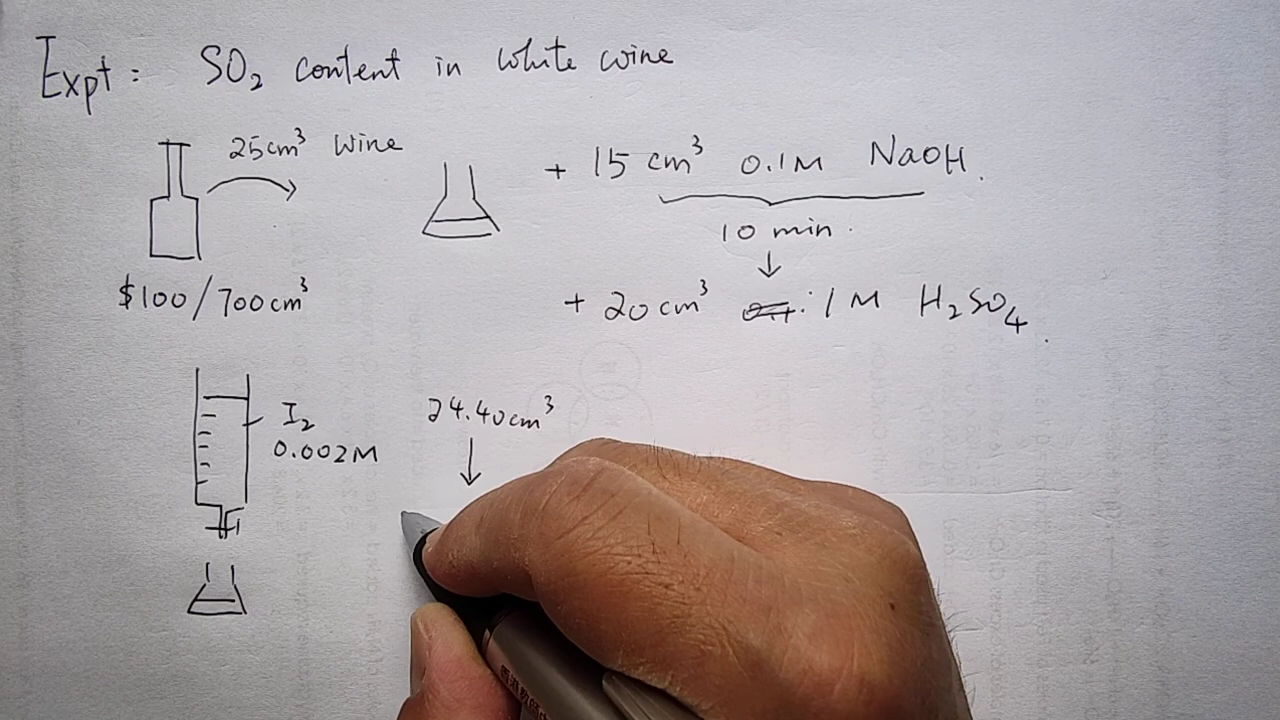 Expt: SO₂ content in white wine
25cm³ Wine
+ 15 cm³ 0.1M NaOH.
10 min.
↓
$100/700cm³
+ 20 cm³ 1 M H₂SO₄.
I₂
0.002M
24.40cm³
↓